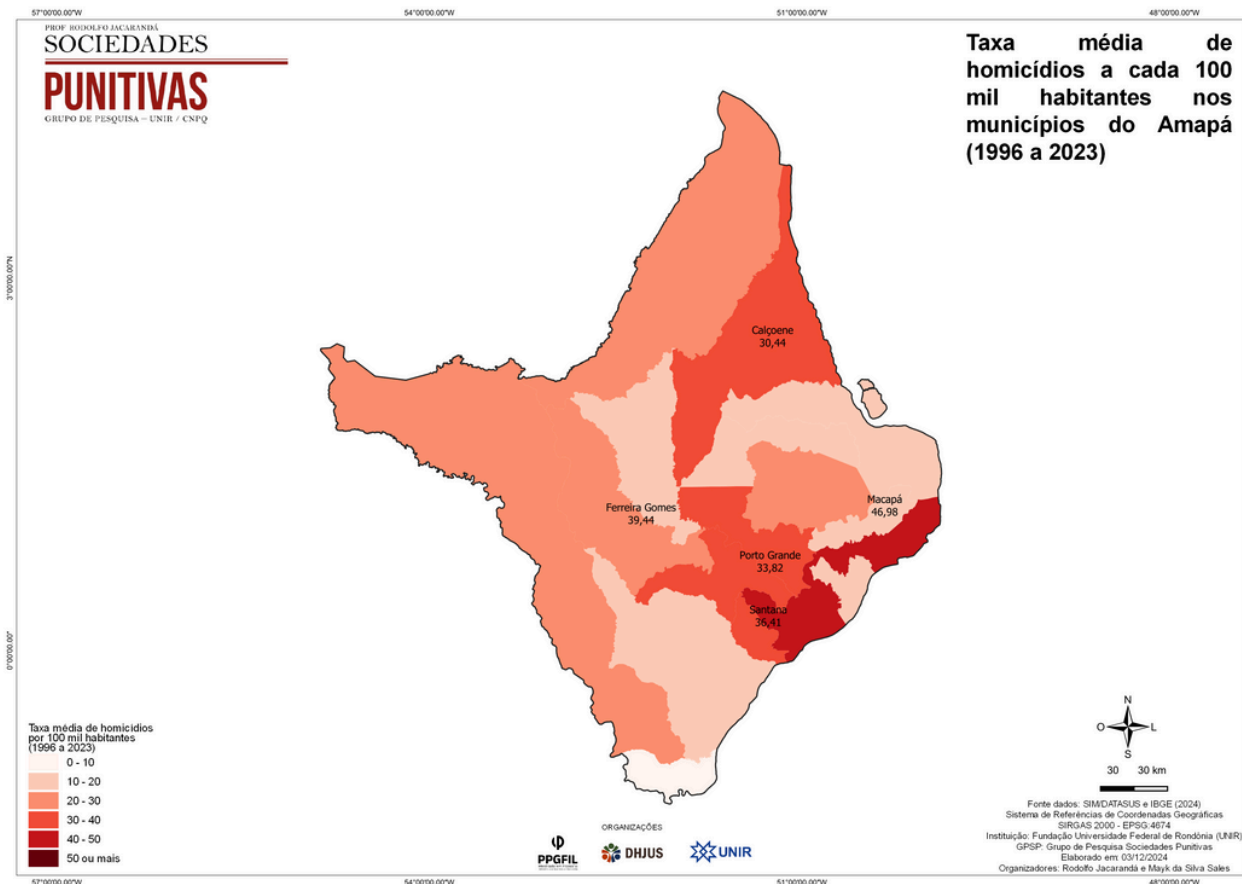 57°00'00.00"W 54°00'00.00"W 51°00'00.00"W 48°00'00.00"W
PROF RODOLFO JACARANDÁ
SOCIEDADES
PUNITIVAS
GRUPO DE PESQUISA – UNIR / CNPQ
Taxa média de
homicídios a cada 100
mil habitantes nos
municípios do Amapá
(1996 a 2023)
3°00'00.00"N
Calçoene
30,44
Macapá
46,98
Ferreira Gomes
39,44
Porto Grande
33,82
Santana
36,41
0°00'00.00"
Taxa média de homicídios
por 100 mil habitantes
(1996 a 2023)
0 - 10
10 - 20
20 - 30
30 - 40
40 - 50
50 ou mais
N
O L
S
30 30 km
ORGANIZAÇÕES
PPGFIL
DHJUS
UNIR
Fonte dados: SIM/DATASUS e IBGE (2024)
Sistema de Referências de Coordenadas Geográficas
SIRGAS 2000 - EPSG:4674
Instituição: Fundação Universidade Federal de Rondônia (UNIR)
GPSP: Grupo de Pesquisa Sociedades Punitivas
Elaborado em: 03/12/2024
Organizadores: Rodolfo Jacarandá e Mayk da Silva Sales
57°00'00.00"W 54°00'00.00"W 51°00'00.00"W 48°00'00.00"W